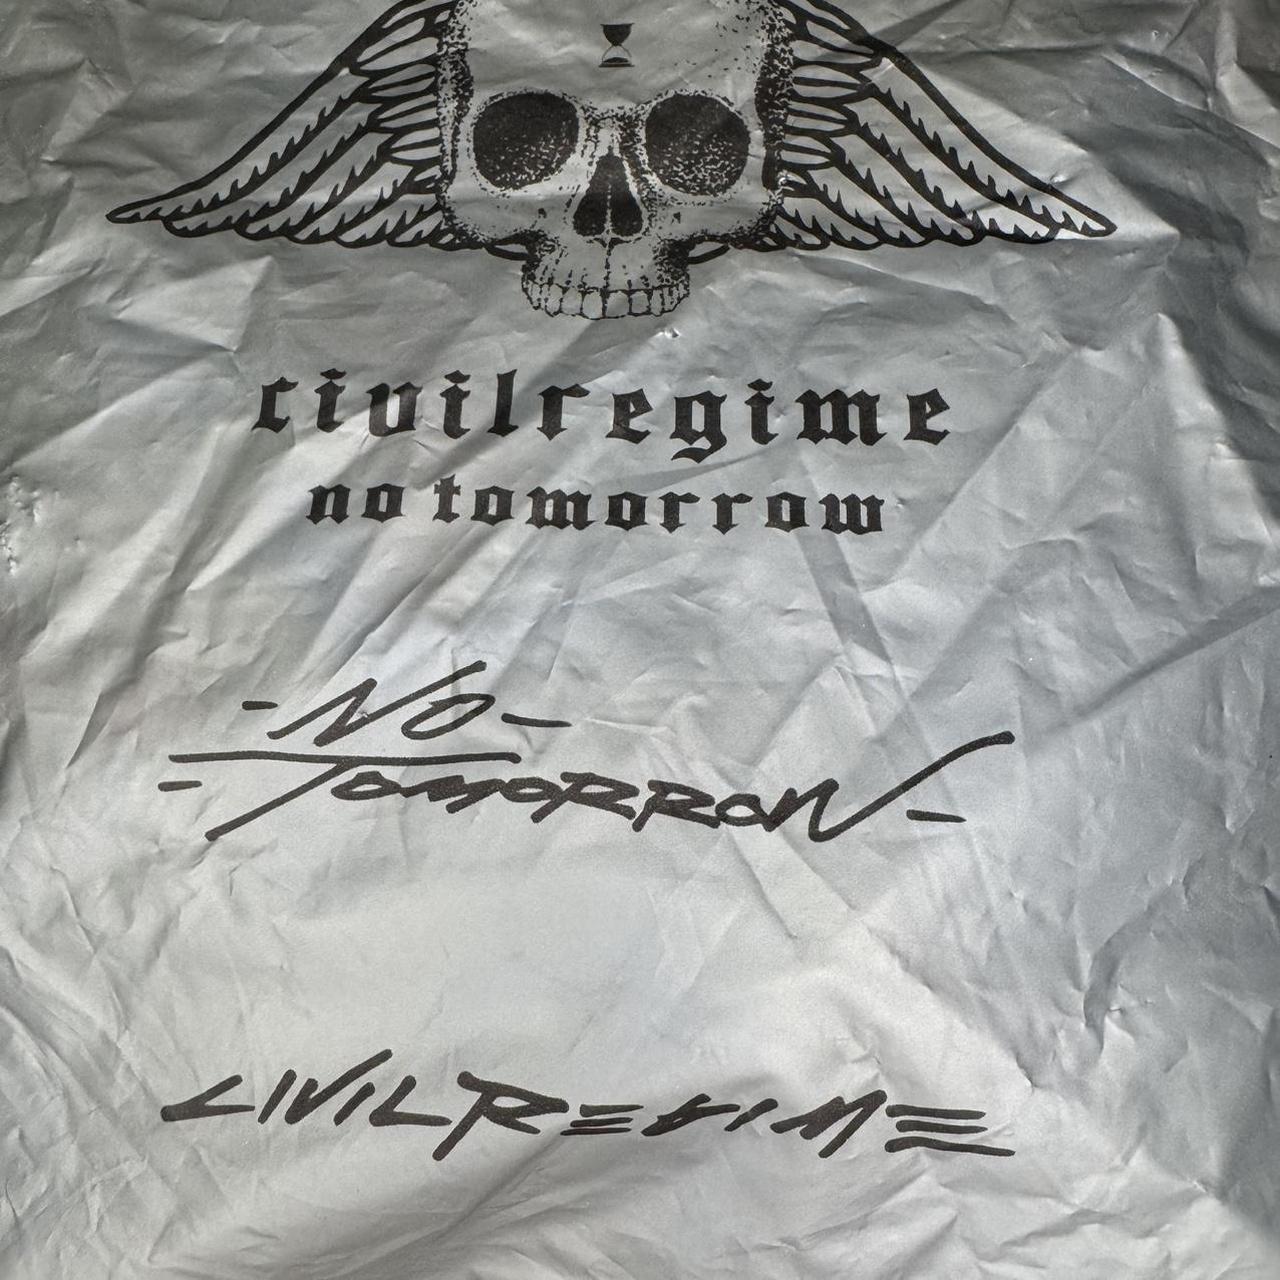 civilregime
no tomorrow
-NO-
-TOMORROW-
CIVILREGIME